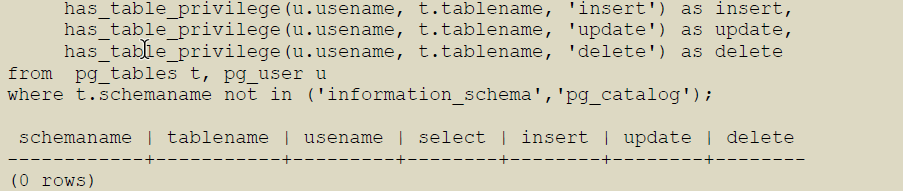 has_table_privilege(u.usename, t.tablename, 'insert') as insert,
has_table_privilege(u.usename, t.tablename, 'update') as update,
has_table_privilege(u.usename, t.tablename, 'delete') as delete
from  pg_tables t, pg_user u
where t.schemaname not in ('information_schema','pg_catalog');
 schemaname | tablename | usename | select | insert | update | delete
------------+-----------+---------+--------+--------+--------+--------
(0 rows)